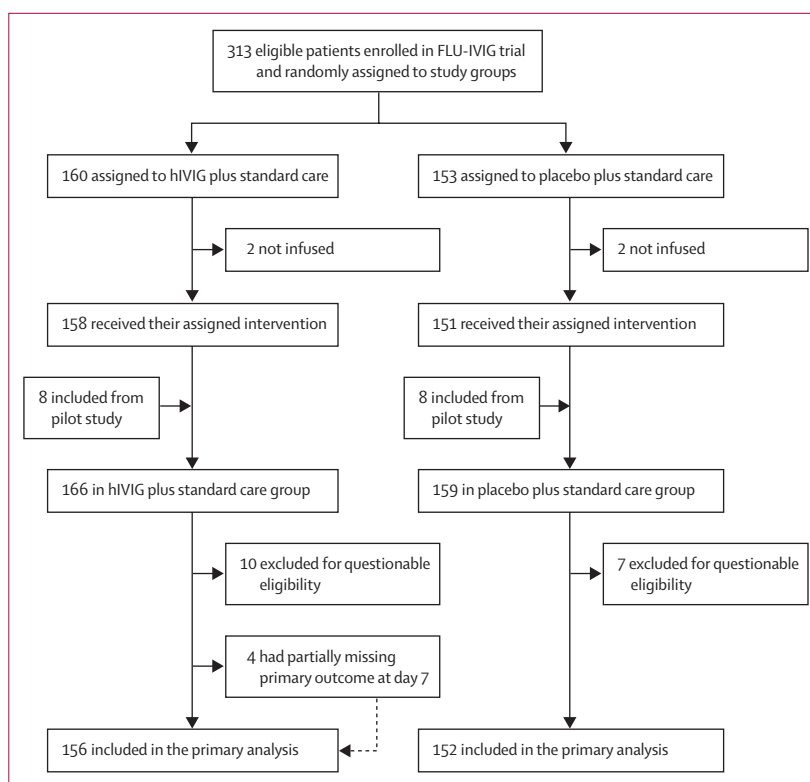 313 eligible patients enrolled in FLU-IVIG trial
and randomly assigned to study groups
160 assigned to hIVIG plus standard care
153 assigned to placebo plus standard care
2 not infused
2 not infused
158 received their assigned intervention
151 received their assigned intervention
8 included from
pilot study
8 included from
pilot study
166 in hIVIG plus standard care group
159 in placebo plus standard care group
10 excluded for questionable
eligibility
7 excluded for questionable
eligibility
4 had partially missing
primary outcome at day 7
156 included in the primary analysis
152 included in the primary analysis